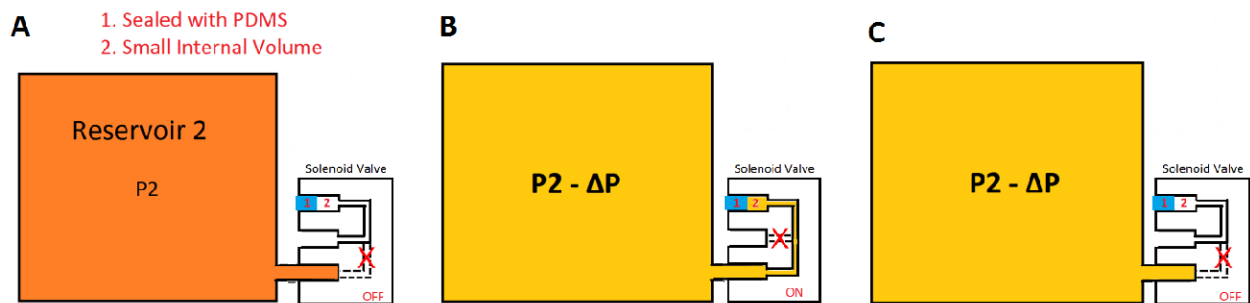 A
1. Sealed with PDMS
2. Small Internal Volume
Reservoir 2
P2
Solenoid Valve
1 2
OFF
B
P2 - ΔP
Solenoid Valve
1 2
ON
C
P2 - ΔP
Solenoid Valve
1 2
OFF